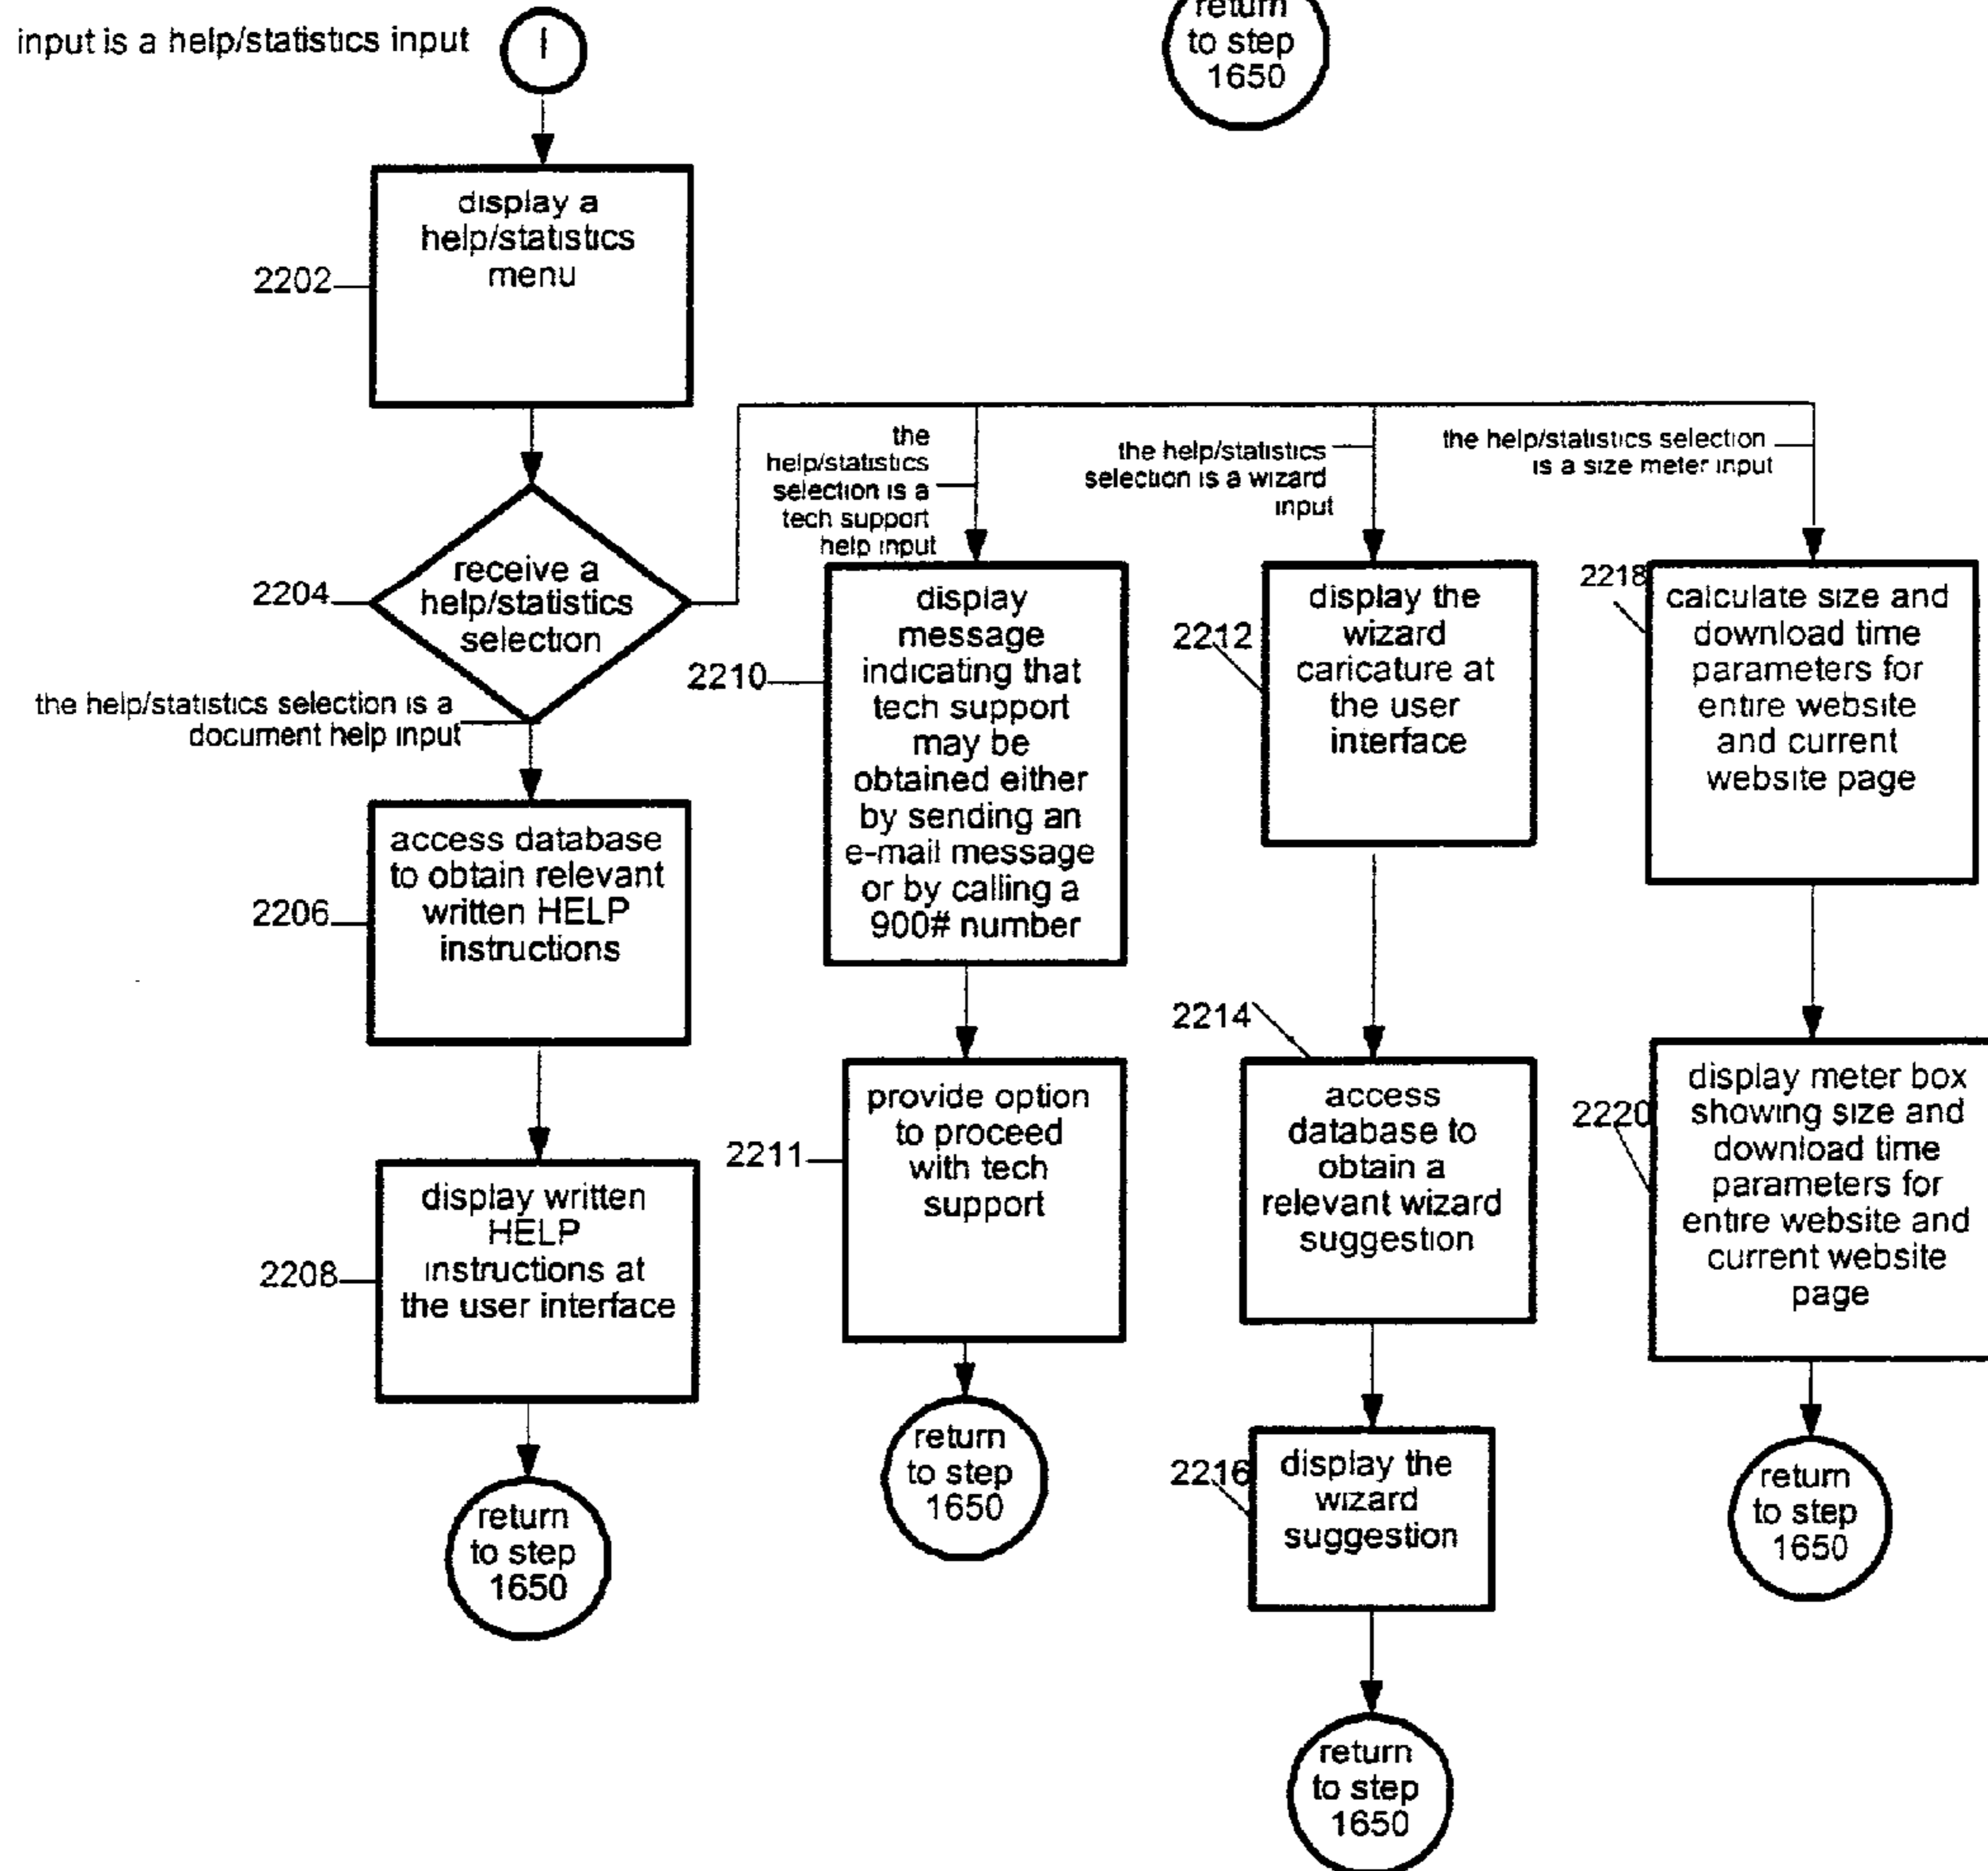 input is a help/statistics input
I
return
to step
1650
display a
help/statistics
menu
2202
2204
receive a
help/statistics
selection
the
help/statistics
selection is a
tech support
help input
the help/statistics
selection is a wizard
input
the help/statistics selection
is a size meter input
the help/statistics selection is a
document help input
2206
access database
to obtain relevant
written HELP
instructions
2208
display written
HELP
instructions at
the user interface
return
to step
1650
2210
display
message
indicating that
tech support
may be
obtained either
by sending an
e-mail message
or by calling a
900# number
2211
provide option
to proceed
with tech
support
return
to step
1650
2212
display the
wizard
caricature at
the user
interface
2214
access
database to
obtain a
relevant wizard
suggestion
2216
display the
wizard
suggestion
return
to step
1650
2218
calculate size and
download time
parameters for
entire website
and current
website page
2220
display meter box
showing size and
download time
parameters for
entire website and
current website
page
return
to step
1650